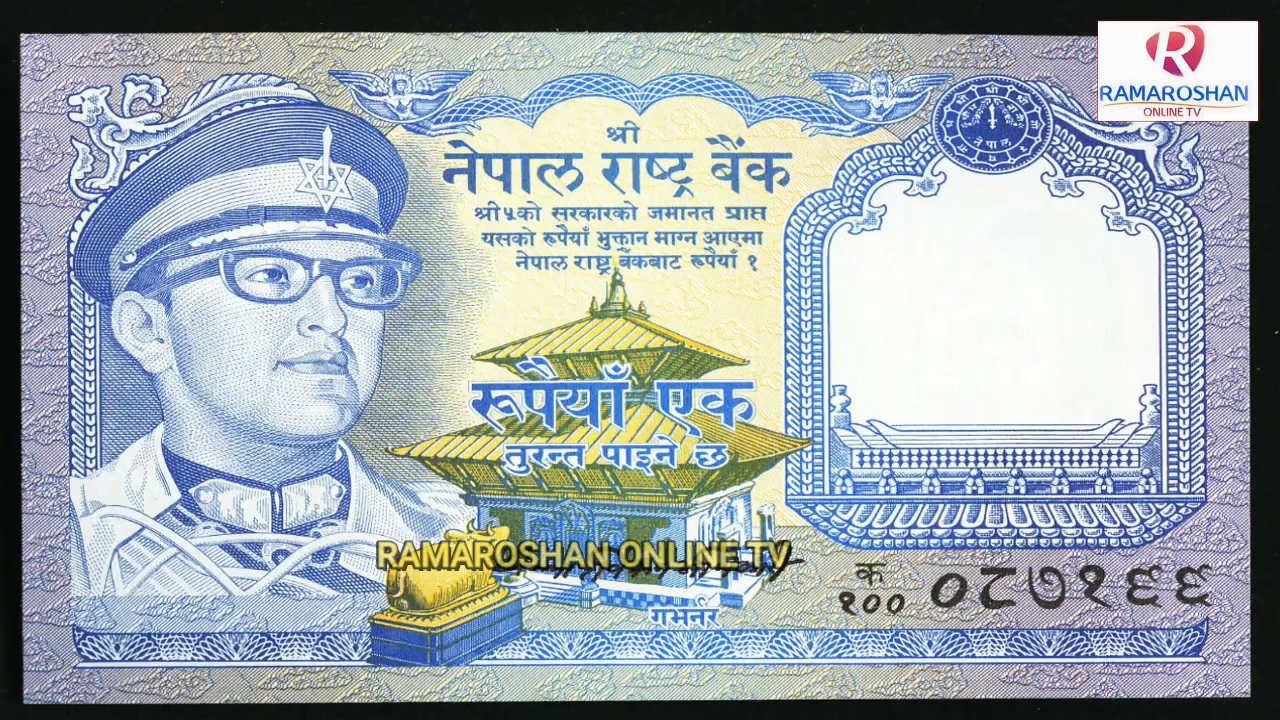 R
RAMAROSHAN
ONLINE TV
श्री
नेपाल राष्ट्र बैंक
श्री ५को सरकारको जमानत प्राप्त
यसको रूपैयाँ भुक्तान माग्न आएमा
नेपाल राष्ट्र बैंकबाट रूपैयाँ १
रूपैयाँ एक
तुरन्त पाइने छ
RAMAROSHAN ONLINE TV
गभर्नर
क
१०० ०८७१९६६